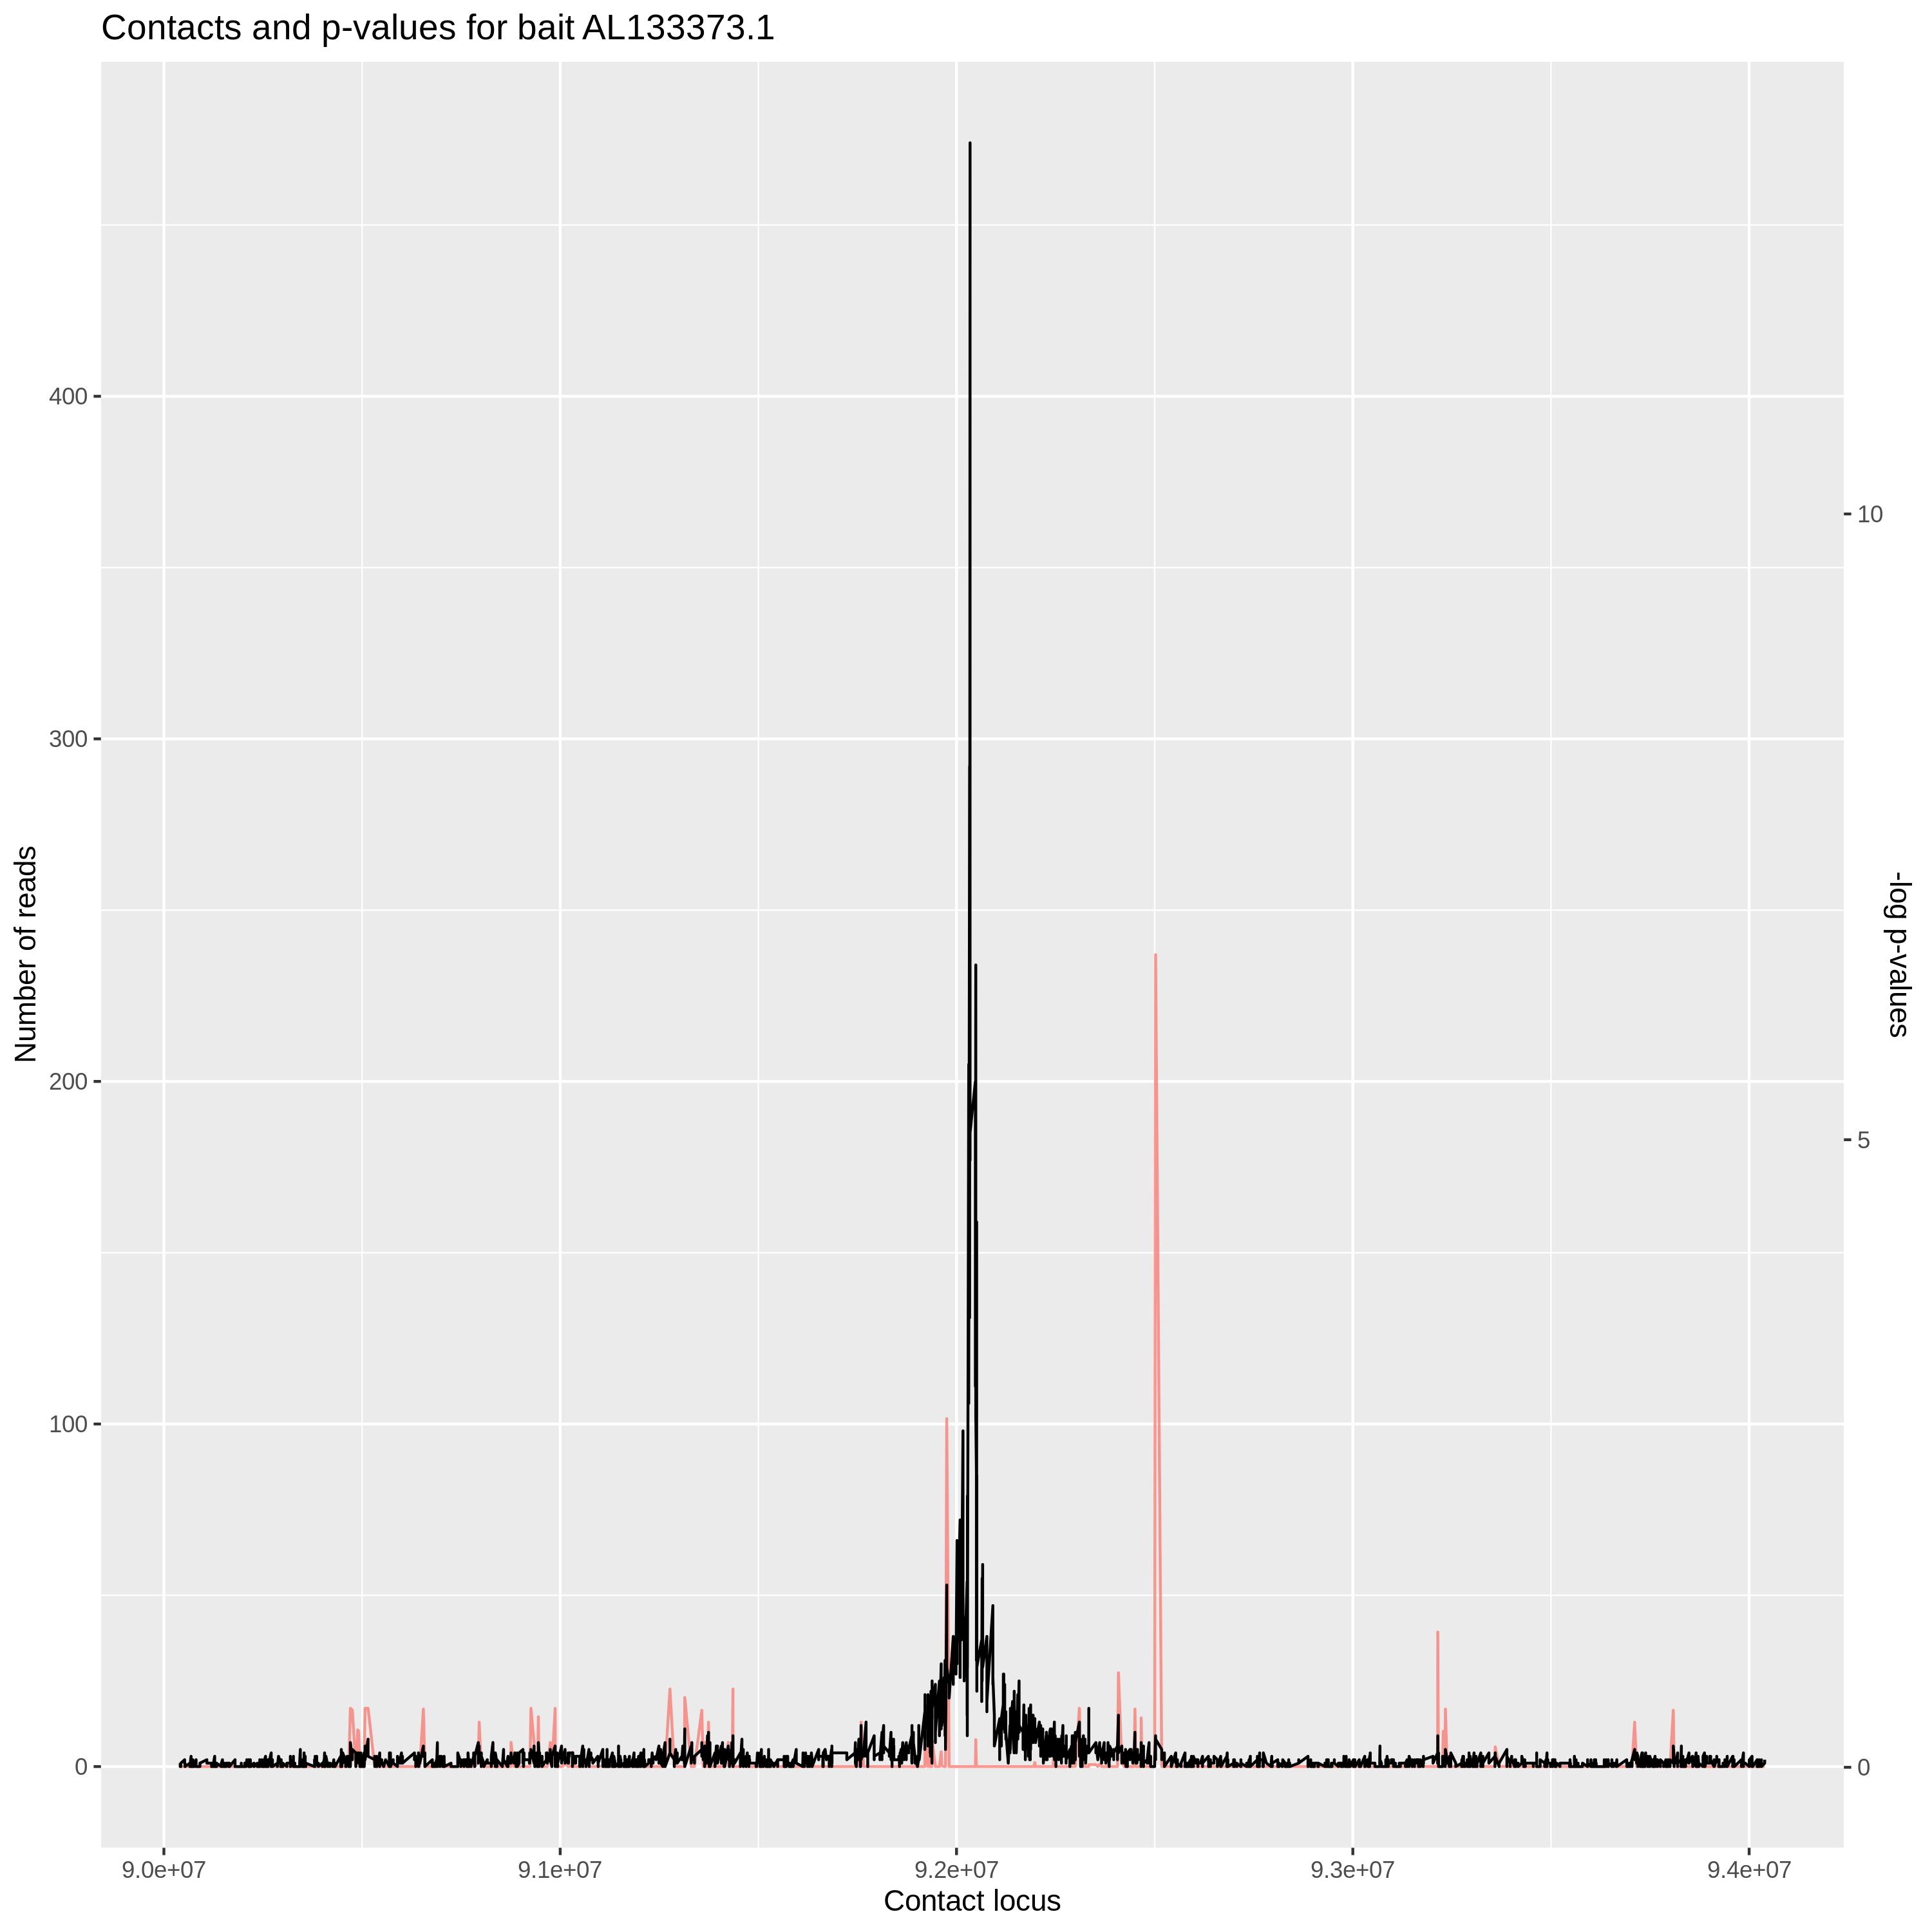 Contacts and p-values for bait AL133373.1
400
300
200
100
0
Number of reads
10
5
0
-log p-values
9.0e+07
9.1e+07
9.2e+07
9.3e+07
9.4e+07
Contact locus